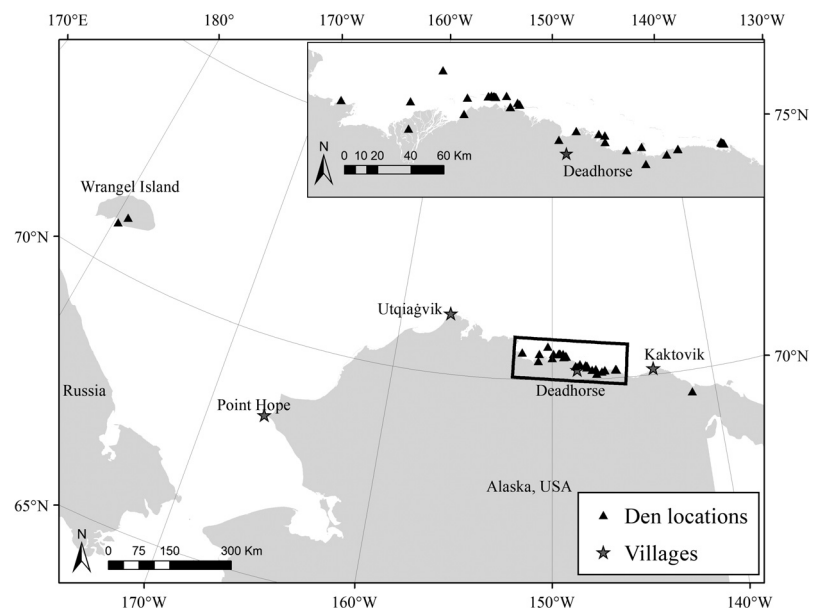 170°E 180° 170°W 160°W 150°W 140°W 130°W
75°N
N
0 10 20 40 60 Km
Deadhorse
Wrangel Island
70°N
Utqiaġvik
70°N
Kaktovik
Deadhorse
Russia
Point Hope
Alaska, USA
65°N
Den locations
Villages
N
0 75 150 300 Km
170°W 160°W 150°W 140°W